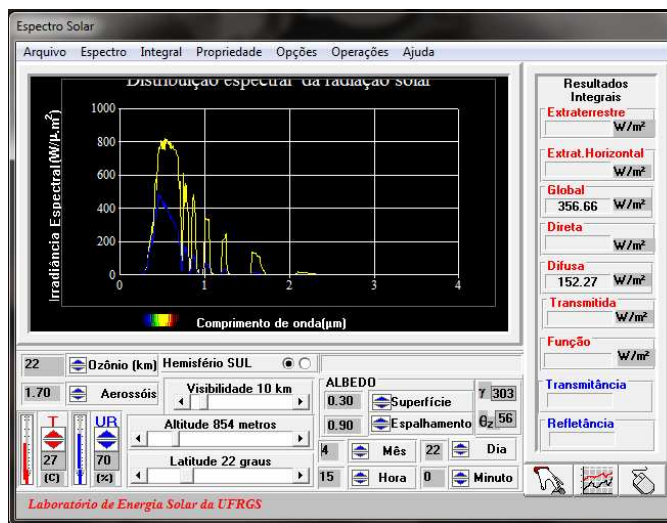 Espectro Solar
Arquivo Espectro Integral Propriedade Opções Operações Ajuda
Distribuição espectral da radiação solar
Irradiância Espectral(W/μ.m²)
1000
800
600
400
200
0
0 1 2 3 4
Comprimento de onda(μm)
Resultados
Integrais
Extraterrestre
W/m²
Extrat.Horizontal
W/m²
Global
356.66 W/m²
Direta
W/m²
Difusa
152.27 W/m²
Transmitida
W/m²
Função
W/m²
Transmitância
Refletância
22 Ozônio (km) Hemisfério SUL
1.70 Aerossóis Visibilidade 10 km
ALBEDO
0.30 Superfície γ 303
0.90 Espalhamento θz 56
T UR Altitude 854 metros
27 70 Latitude 22 graus
(C) (%)
4 Mês 22 Dia
15 Hora 0 Minuto
Laboratório de Energia Solar da UFRGS